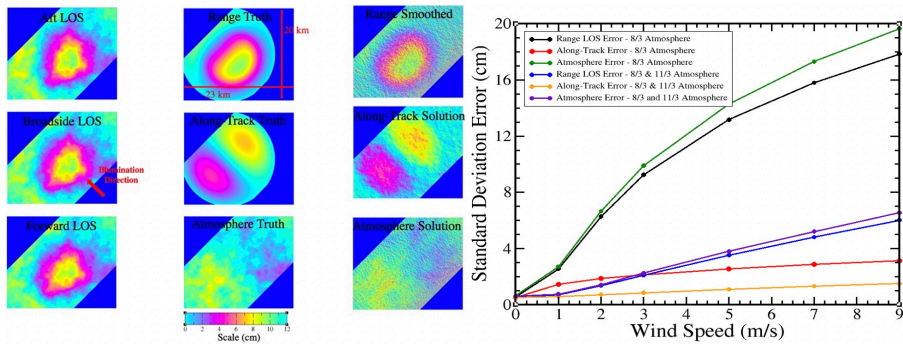 Aft LOS
Range Truth
20 km
23 km
Range Smoothed
Broadside LOS
Illumination
Direction
Along-Track Truth
Along-Track Solution
Forward LOS
Atmosphere Truth
Atmosphere Solution
0 2 4 6 8 10 12
Scale (cm)
Standard Deviation Error (cm)
20
16
12
8
4
0
Range LOS Error - 8/3 Atmosphere
Along-Track Error - 8/3 Atmosphere
Atmosphere Error - 8/3 Atmosphere
Range LOS Error - 8/3 & 11/3 Atmosphere
Along-Track Error - 8/3 & 11/3 Atmosphere
Atmosphere Error - 8/3 and 11/3 Atmosphere
0 1 2 3 4 5 6 7 8 9
Wind Speed (m/s)